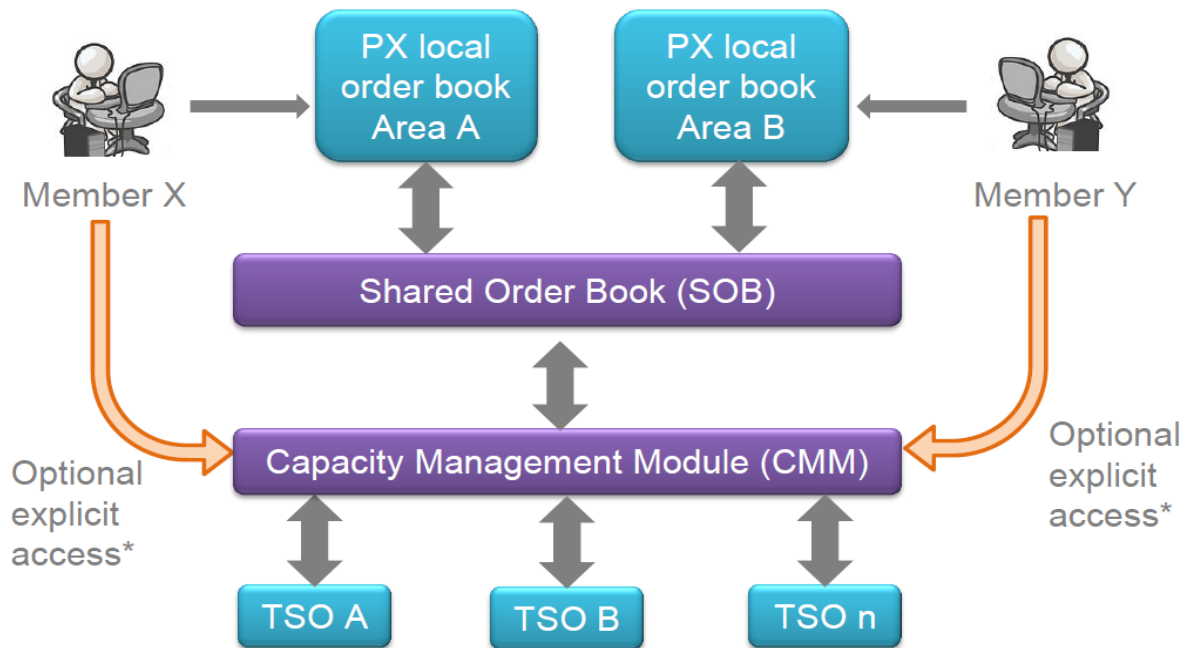 PX local
order book
Area A
PX local
order book
Area B
Member X
Member Y
Shared Order Book (SOB)
Capacity Management Module (CMM)
Optional
explicit
access*
Optional
explicit
access*
TSO A
TSO B
TSO n